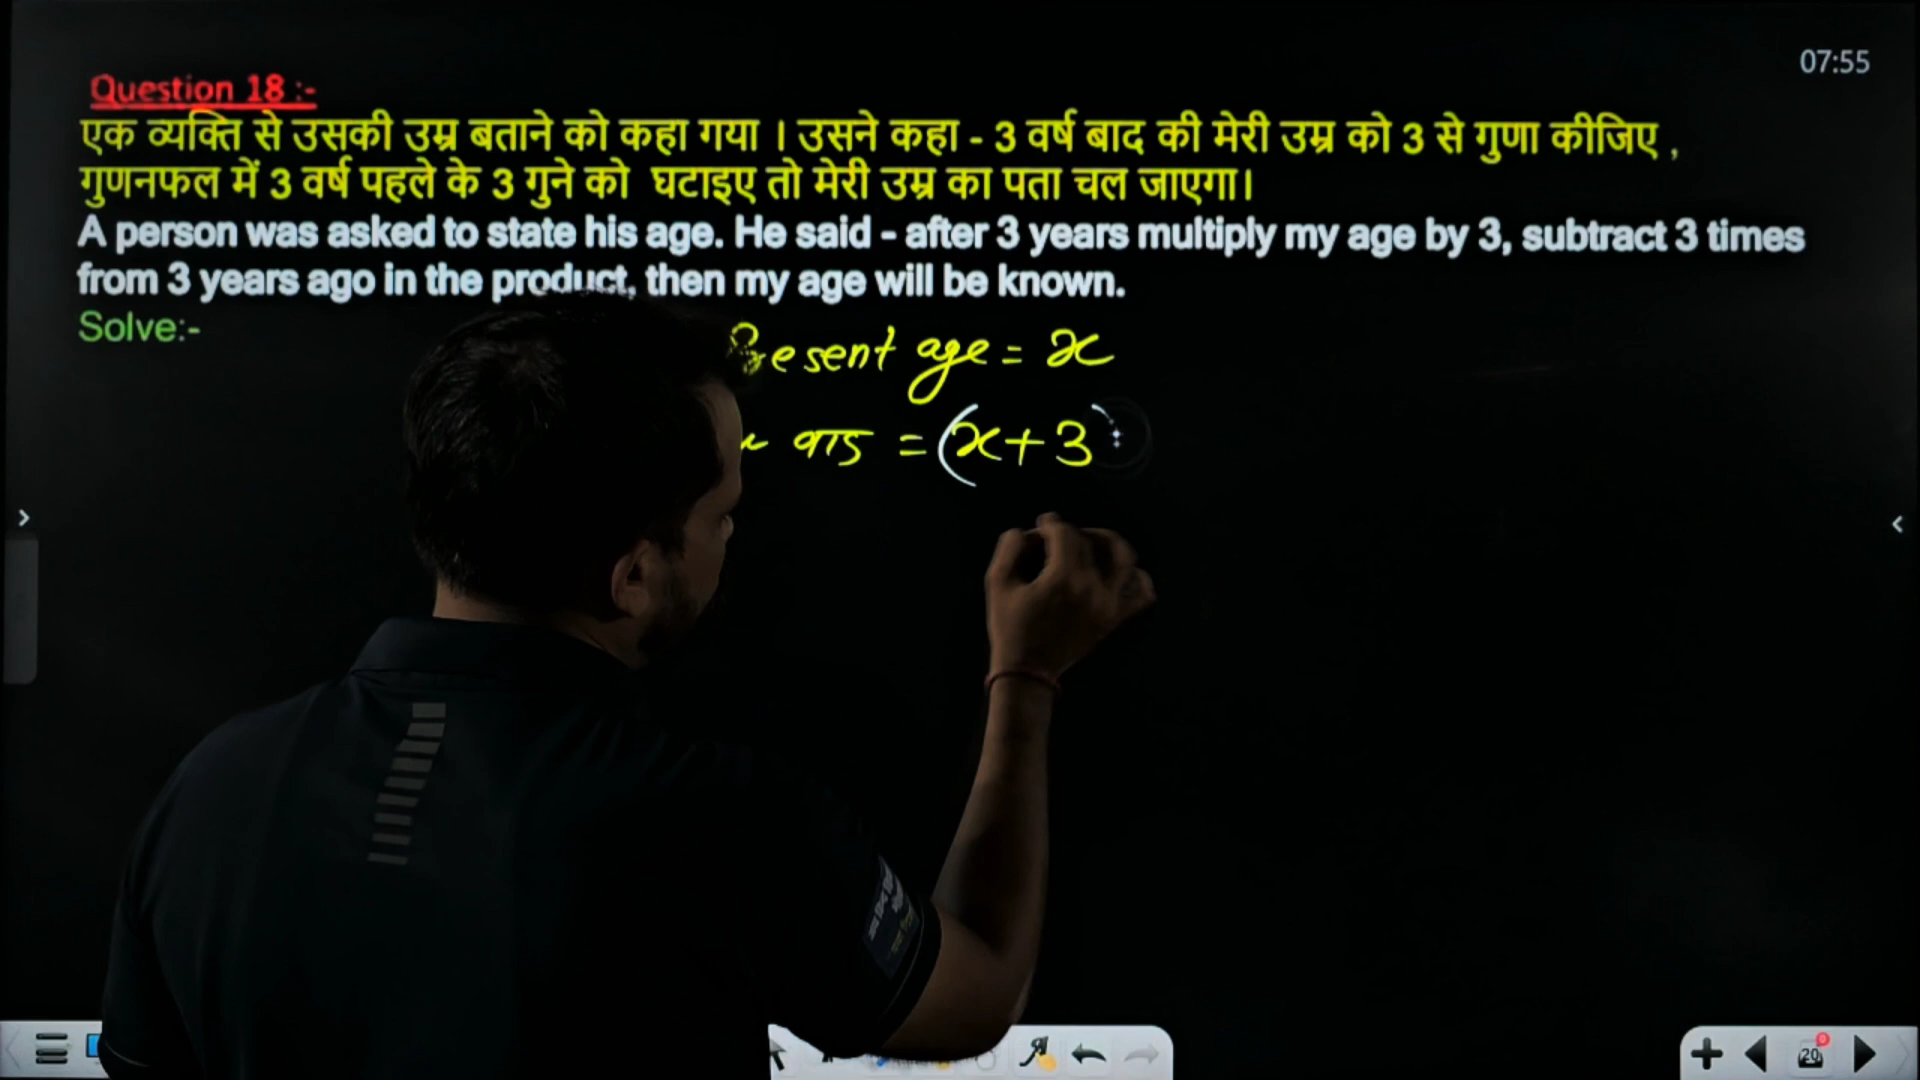 07:55
Question 18 :-
एक व्यक्ति से उसकी उम्र बताने को कहा गया । उसने कहा - 3 वर्ष बाद की मेरी उम्र को 3 से गुणा कीजिए ,
गुणनफल में 3 वर्ष पहले के 3 गुने को घटाइए तो मेरी उम्र का पता चल जाएगा।
A person was asked to state his age. He said - after 3 years multiply my age by 3, subtract 3 times
from 3 years ago in the product, then my age will be known.
Solve:-
Present age = x
बाद = (x+3)
20